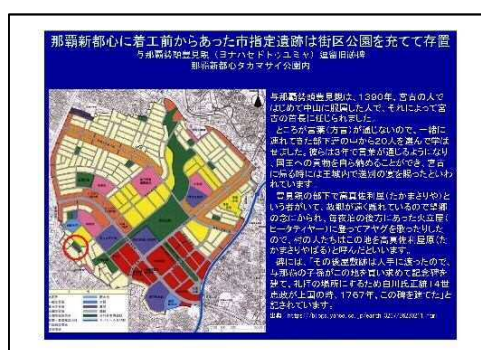 那覇新都心に着工前からあった市指定遺跡は街区公園を充てて存置
与那覇勢頭豊見親（ヨナハセドトゥユミャ）逗留旧跡碑
那覇新都心タカマサイ公園内
与那覇勢頭豊見親は、1390年、宮古の人で
はじめて中山に服属した人で、それによって宮
古の首長に任じられました。
ところが言葉（方言）が通じないので、一緒に
連れてきた部下達の中から20人を選んで学ば
せました。彼らは3年で言葉が通じるようになり、
国王への貢物を自ら納めることができ、宮古
に帰る時には王城内で送別の宴を賜ったといわ
れています。
豊見親の部下で高真佐利屋（たかまさりや）と
いう者がいて、故郷が遠く離れているので望郷
の念にかられ、毎夜泊の後方にあった火立屋（
ヒータティヤー）に登ってアヤグを歌ったりした
ので、村の人たちはこの地を高真佐利屋原（た
かまさりやばる）と呼んだといいます。
碑には、「その後屋敷跡は人手に渡ったので、
与那覇の子孫がこの地を買い求めて記念碑を
建て、礼拝の場所にするため白川氏正統14世
恵政が上国の時、1767年、この碑を建てた」と
記されています。